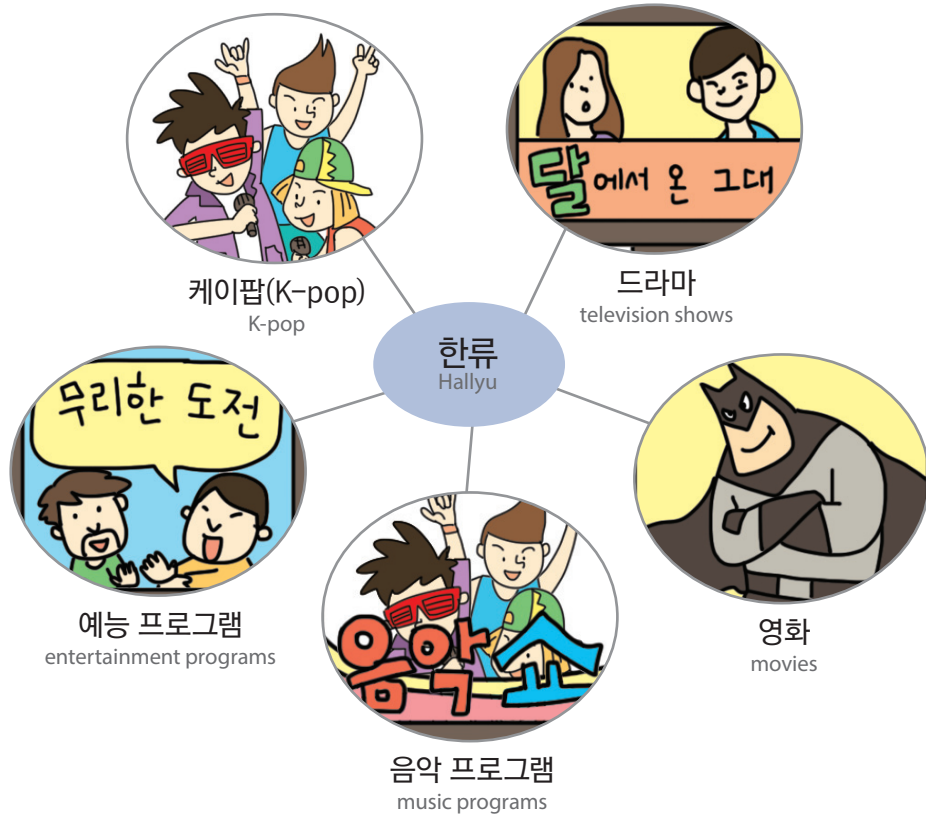 달에서 온 그대
케이팝(K-pop)
K-pop
드라마
television shows
한류
Hallyu
무리한 도전
예능 프로그램
entertainment programs
음악 쇼
음악 프로그램
music programs
영화
movies